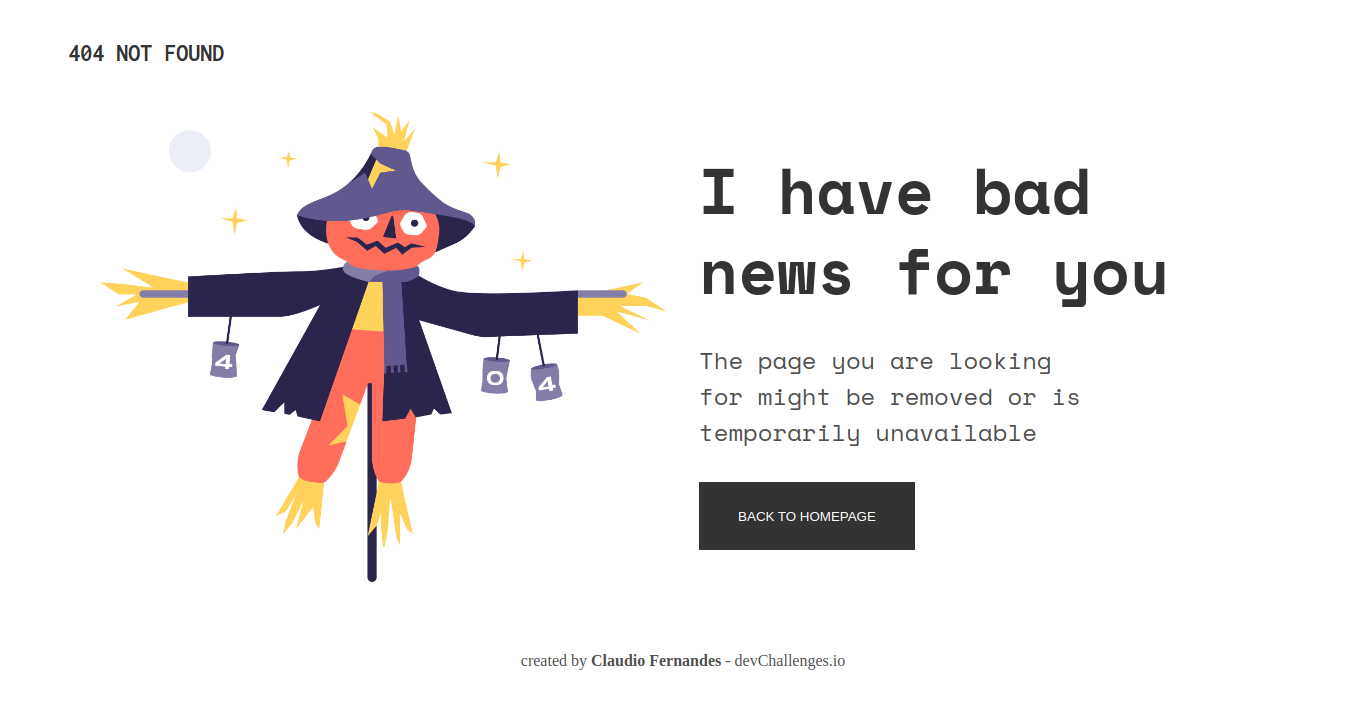 404 NOT FOUND
I have bad
news for you
The page you are looking
for might be removed or is
temporarily unavailable
BACK TO HOMEPAGE
4
0
4
created by Claudio Fernandes - devChallenges.io